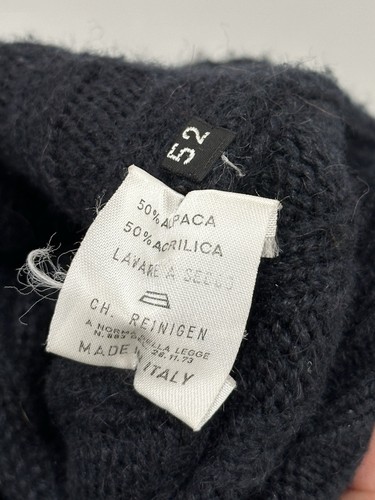 52
50% ALPACA
50% ACRILICA
LAVARE A SECCO
CH. REINIGEN
A NORMA DELLA LEGGE
N. 883 26.11.73
MADE IN ITALY